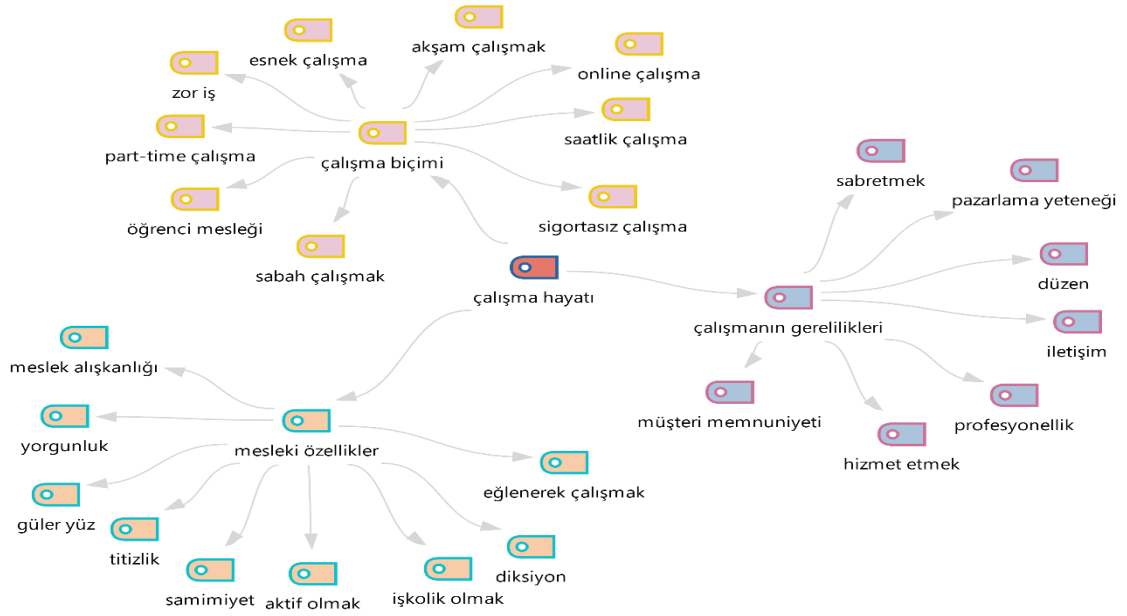 akşam çalışmak
esnek çalışma
online çalışma
zor iş
saatlik çalışma
part-time çalışma
çalışma biçimi
öğrenci mesleği
sigortasız çalışma
sabah çalışmak
çalışma hayatı
sabretmek
pazarlama yeteneği
düzen
çalışmanın gerelilikleri
iletişim
müşteri memnuniyeti
profesyonellik
hizmet etmek
meslek alışkanlığı
yorgunluk
mesleki özellikler
eğlenerek çalışmak
güler yüz
titizlik
diksiyon
samimiyet
aktif olmak
işkolik olmak